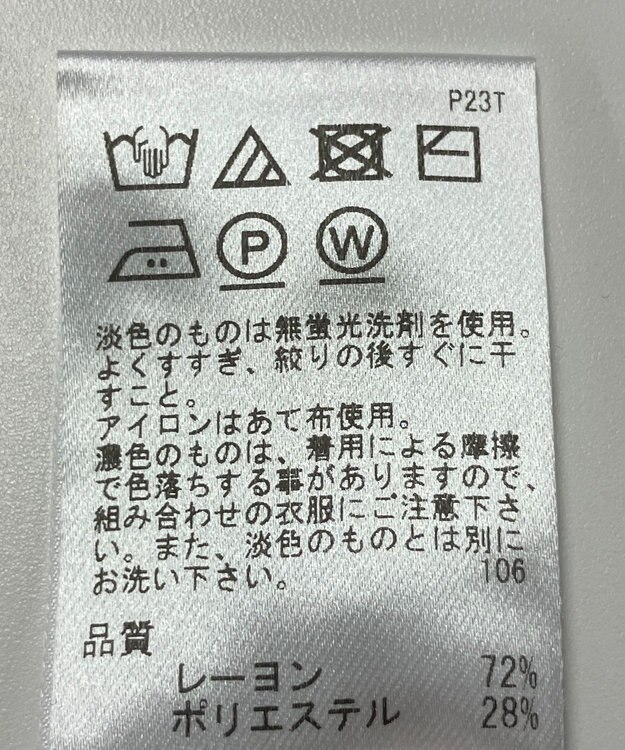 P23T
P W
淡色のものは無蛍光洗剤を使用。
よくすすぎ、絞りの後すぐに干
すこと。
アイロンはあて布使用。
濃色のものは、着用による摩擦
で色落ちする事がありますので、
組み合わせの衣服にご注意下さ
い。また、淡色のものとは別に
お洗い下さい。 106
品質
レーヨン 72%
ポリエステル 28%